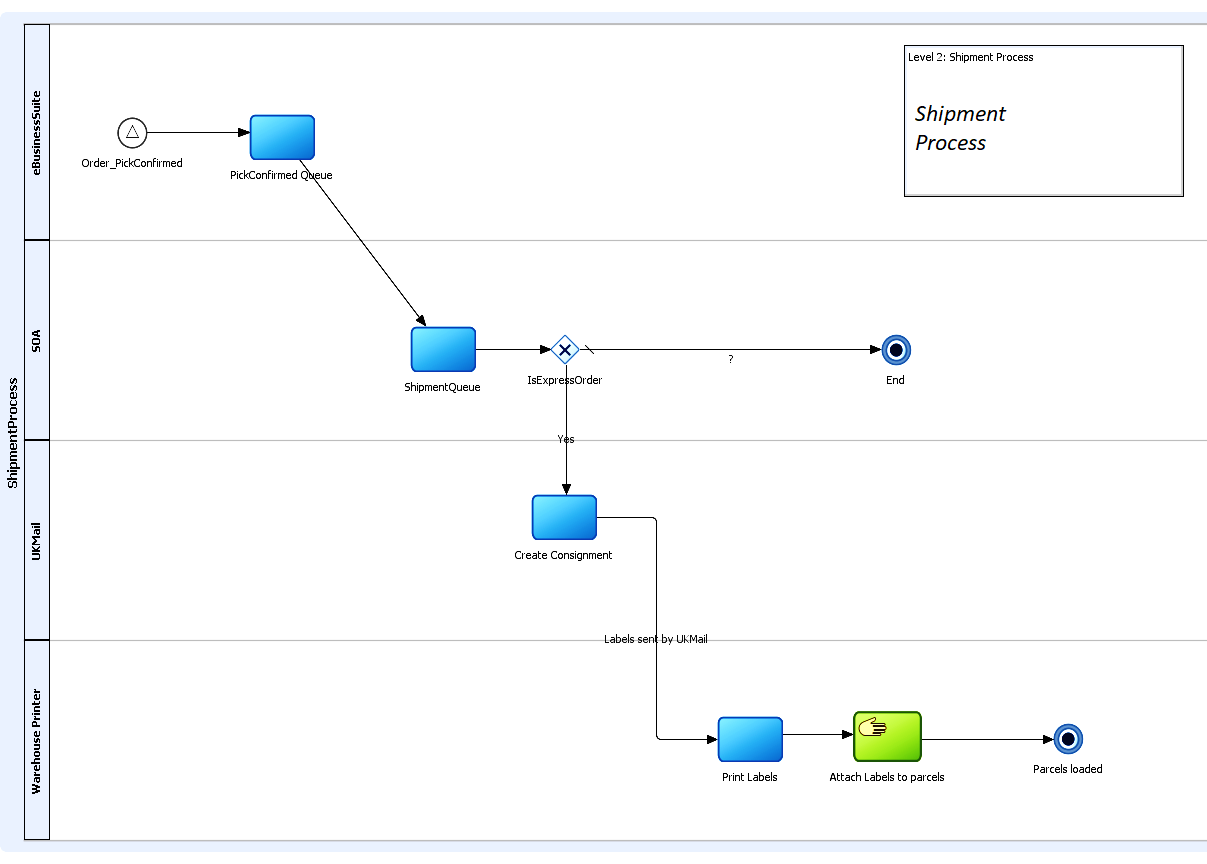 Level 2: Shipment Process
Shipment
Process
ShipmentProcess
eBusinessSuite
Order_PickConfirmed
PickConfirmed Queue
SOA
ShipmentQueue
IsExpressOrder
?
End
Yes
UKMail
Create Consignment
Labels sent by UKMail
Warehouse Printer
Print Labels
Attach Labels to parcels
Parcels loaded